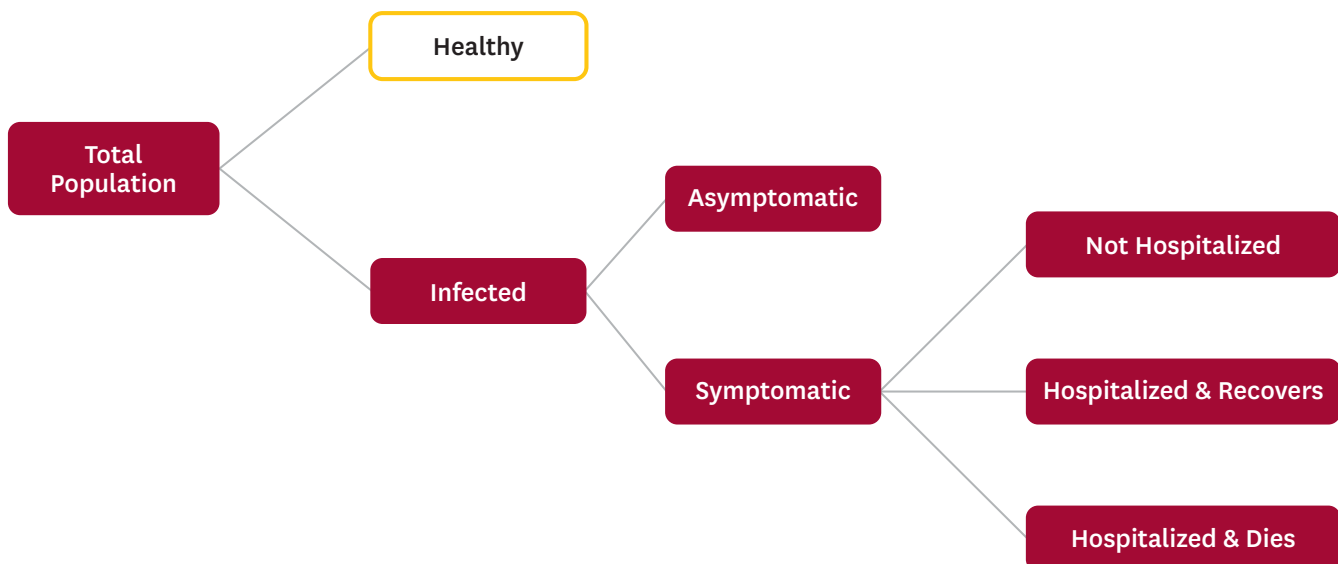 Healthy
Total
Population
Asymptomatic
Infected
Not Hospitalized
Symptomatic
Hospitalized & Recovers
Hospitalized & Dies